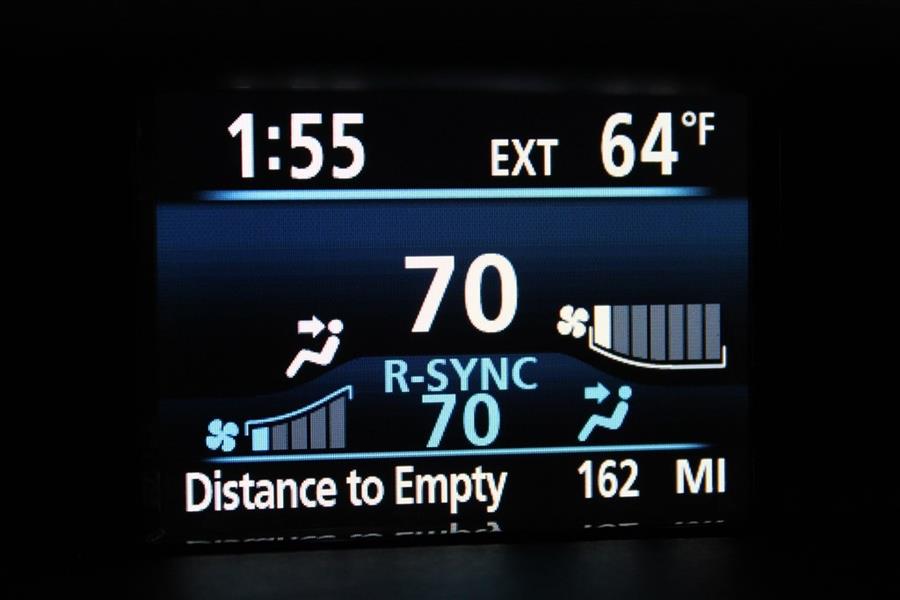 1:55 EXT 64°F
70
R-SYNC
70
Distance to Empty 162 MI